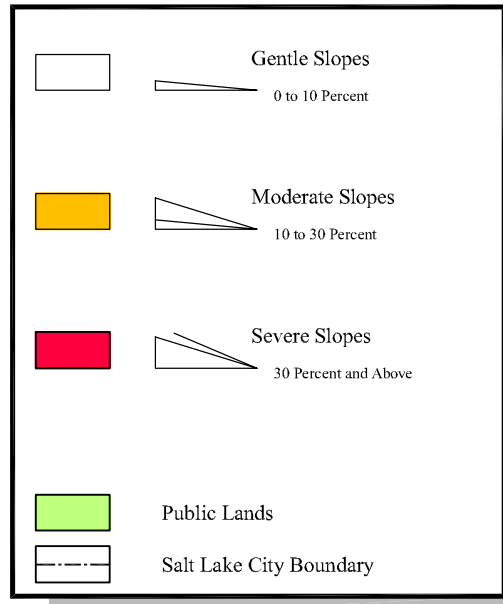 Gentle Slopes
0 to 10 Percent
Moderate Slopes
10 to 30 Percent
Severe Slopes
30 Percent and Above
Public Lands
Salt Lake City Boundary